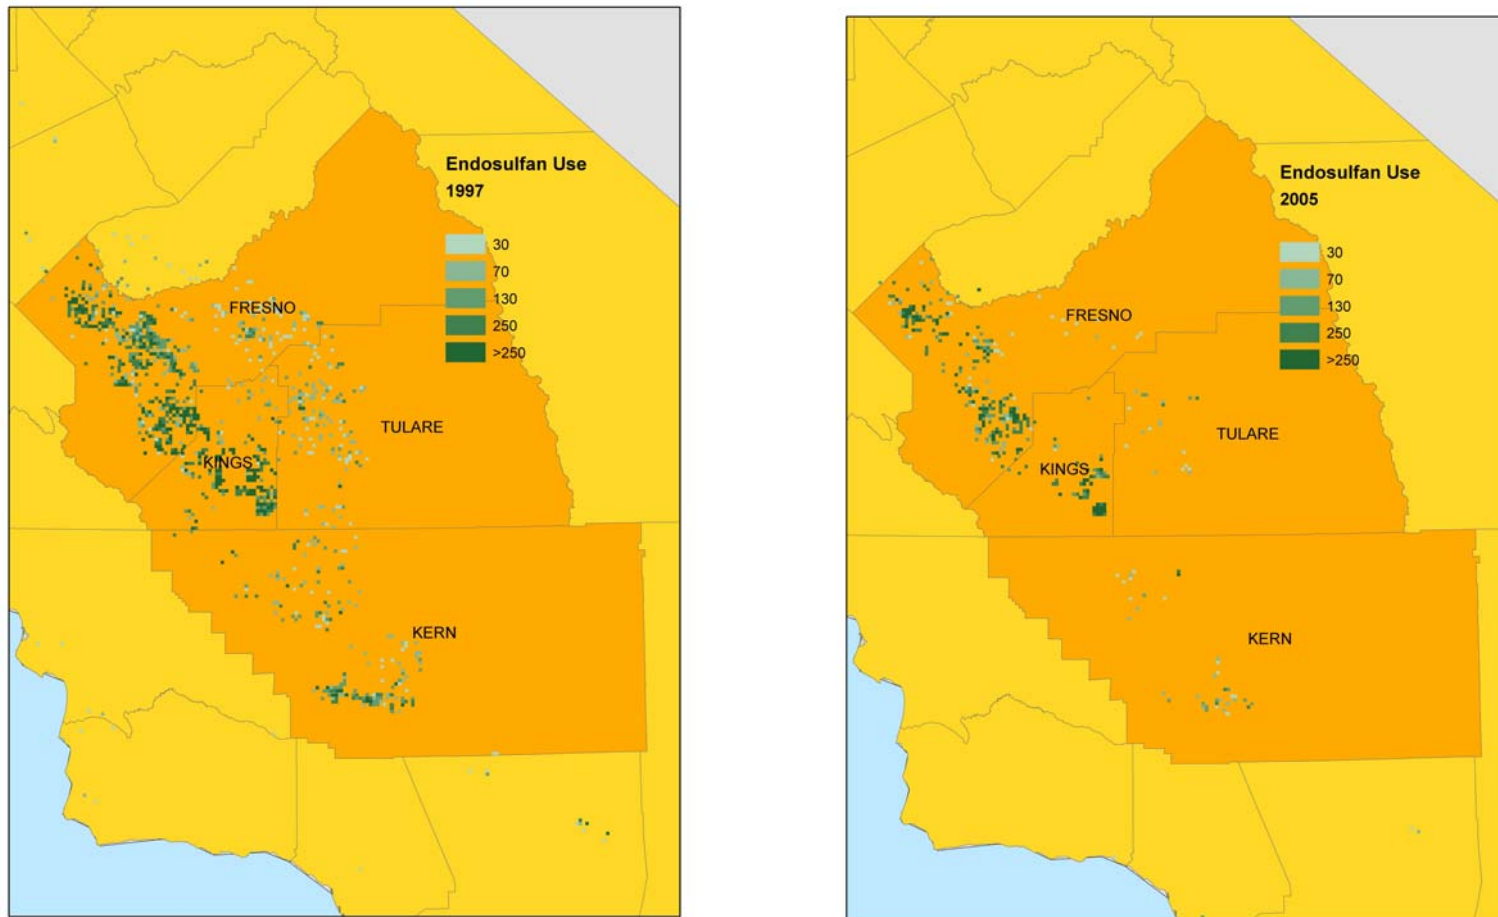 Endosulfan Use
1997
30
70
130
250
>250
FRESNO
TULARE
KINGS
KERN
Endosulfan Use
2005
30
70
130
250
>250
FRESNO
TULARE
KINGS
KERN